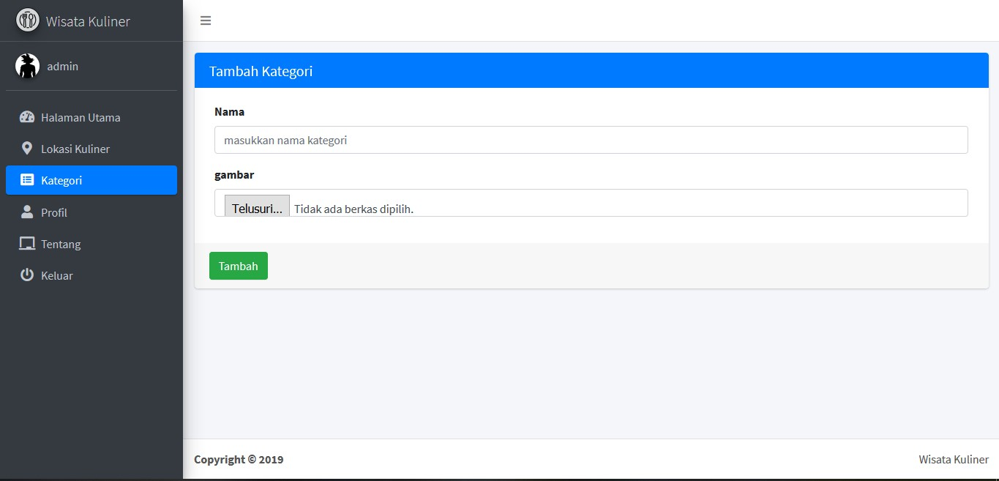 Wisata Kuliner
admin
Halaman Utama
Lokasi Kuliner
Kategori
Profil
Tentang
Keluar
Tambah Kategori
Nama
masukkan nama kategori
gambar
Telusuri... Tidak ada berkas dipilih.
Tambah
Copyright © 2019
Wisata Kuliner